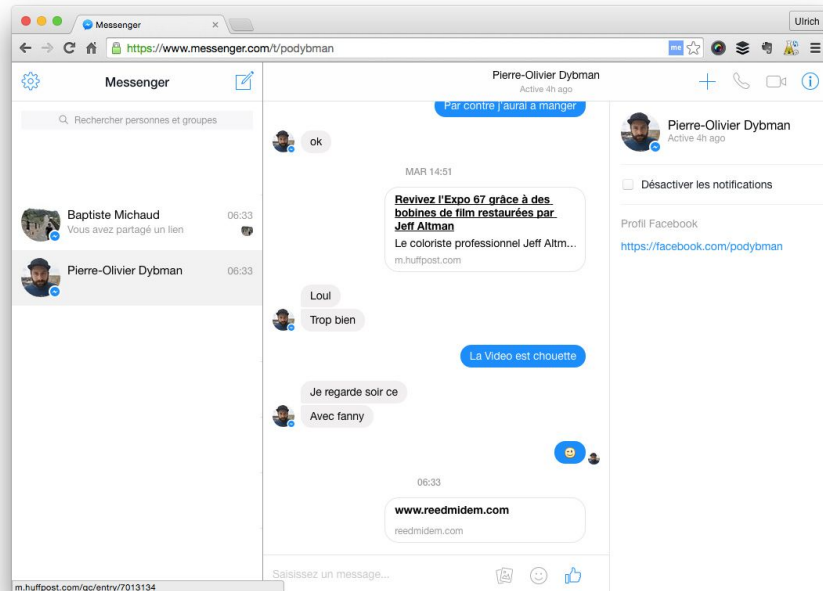 Messenger
Ulrich
https://www.messenger.com/t/podybman
me
Messenger
Rechercher personnes et groupes
Baptiste Michaud
06:33
Vous avez partagé un lien
Pierre-Olivier Dybman
06:33
Pierre-Olivier Dybman
Active 4h ago
Par contre j'aurai a manger
ok
MAR 14:51
Revivez l'Expo 67 grâce à des
bobines de film restaurées par
Jeff Altman
Le coloriste professionnel Jeff Altm...
m.huffpost.com
Loul
Trop bien
La Video est chouette
Je regarde soir ce
Avec fanny
06:33
www.reedmidem.com
reedmidem.com
Saisissez un message...
Pierre-Olivier Dybman
Active 4h ago
Désactiver les notifications
Profil Facebook
https://facebook.com/podybman
m.huffpost.com/qc/entry/7013134